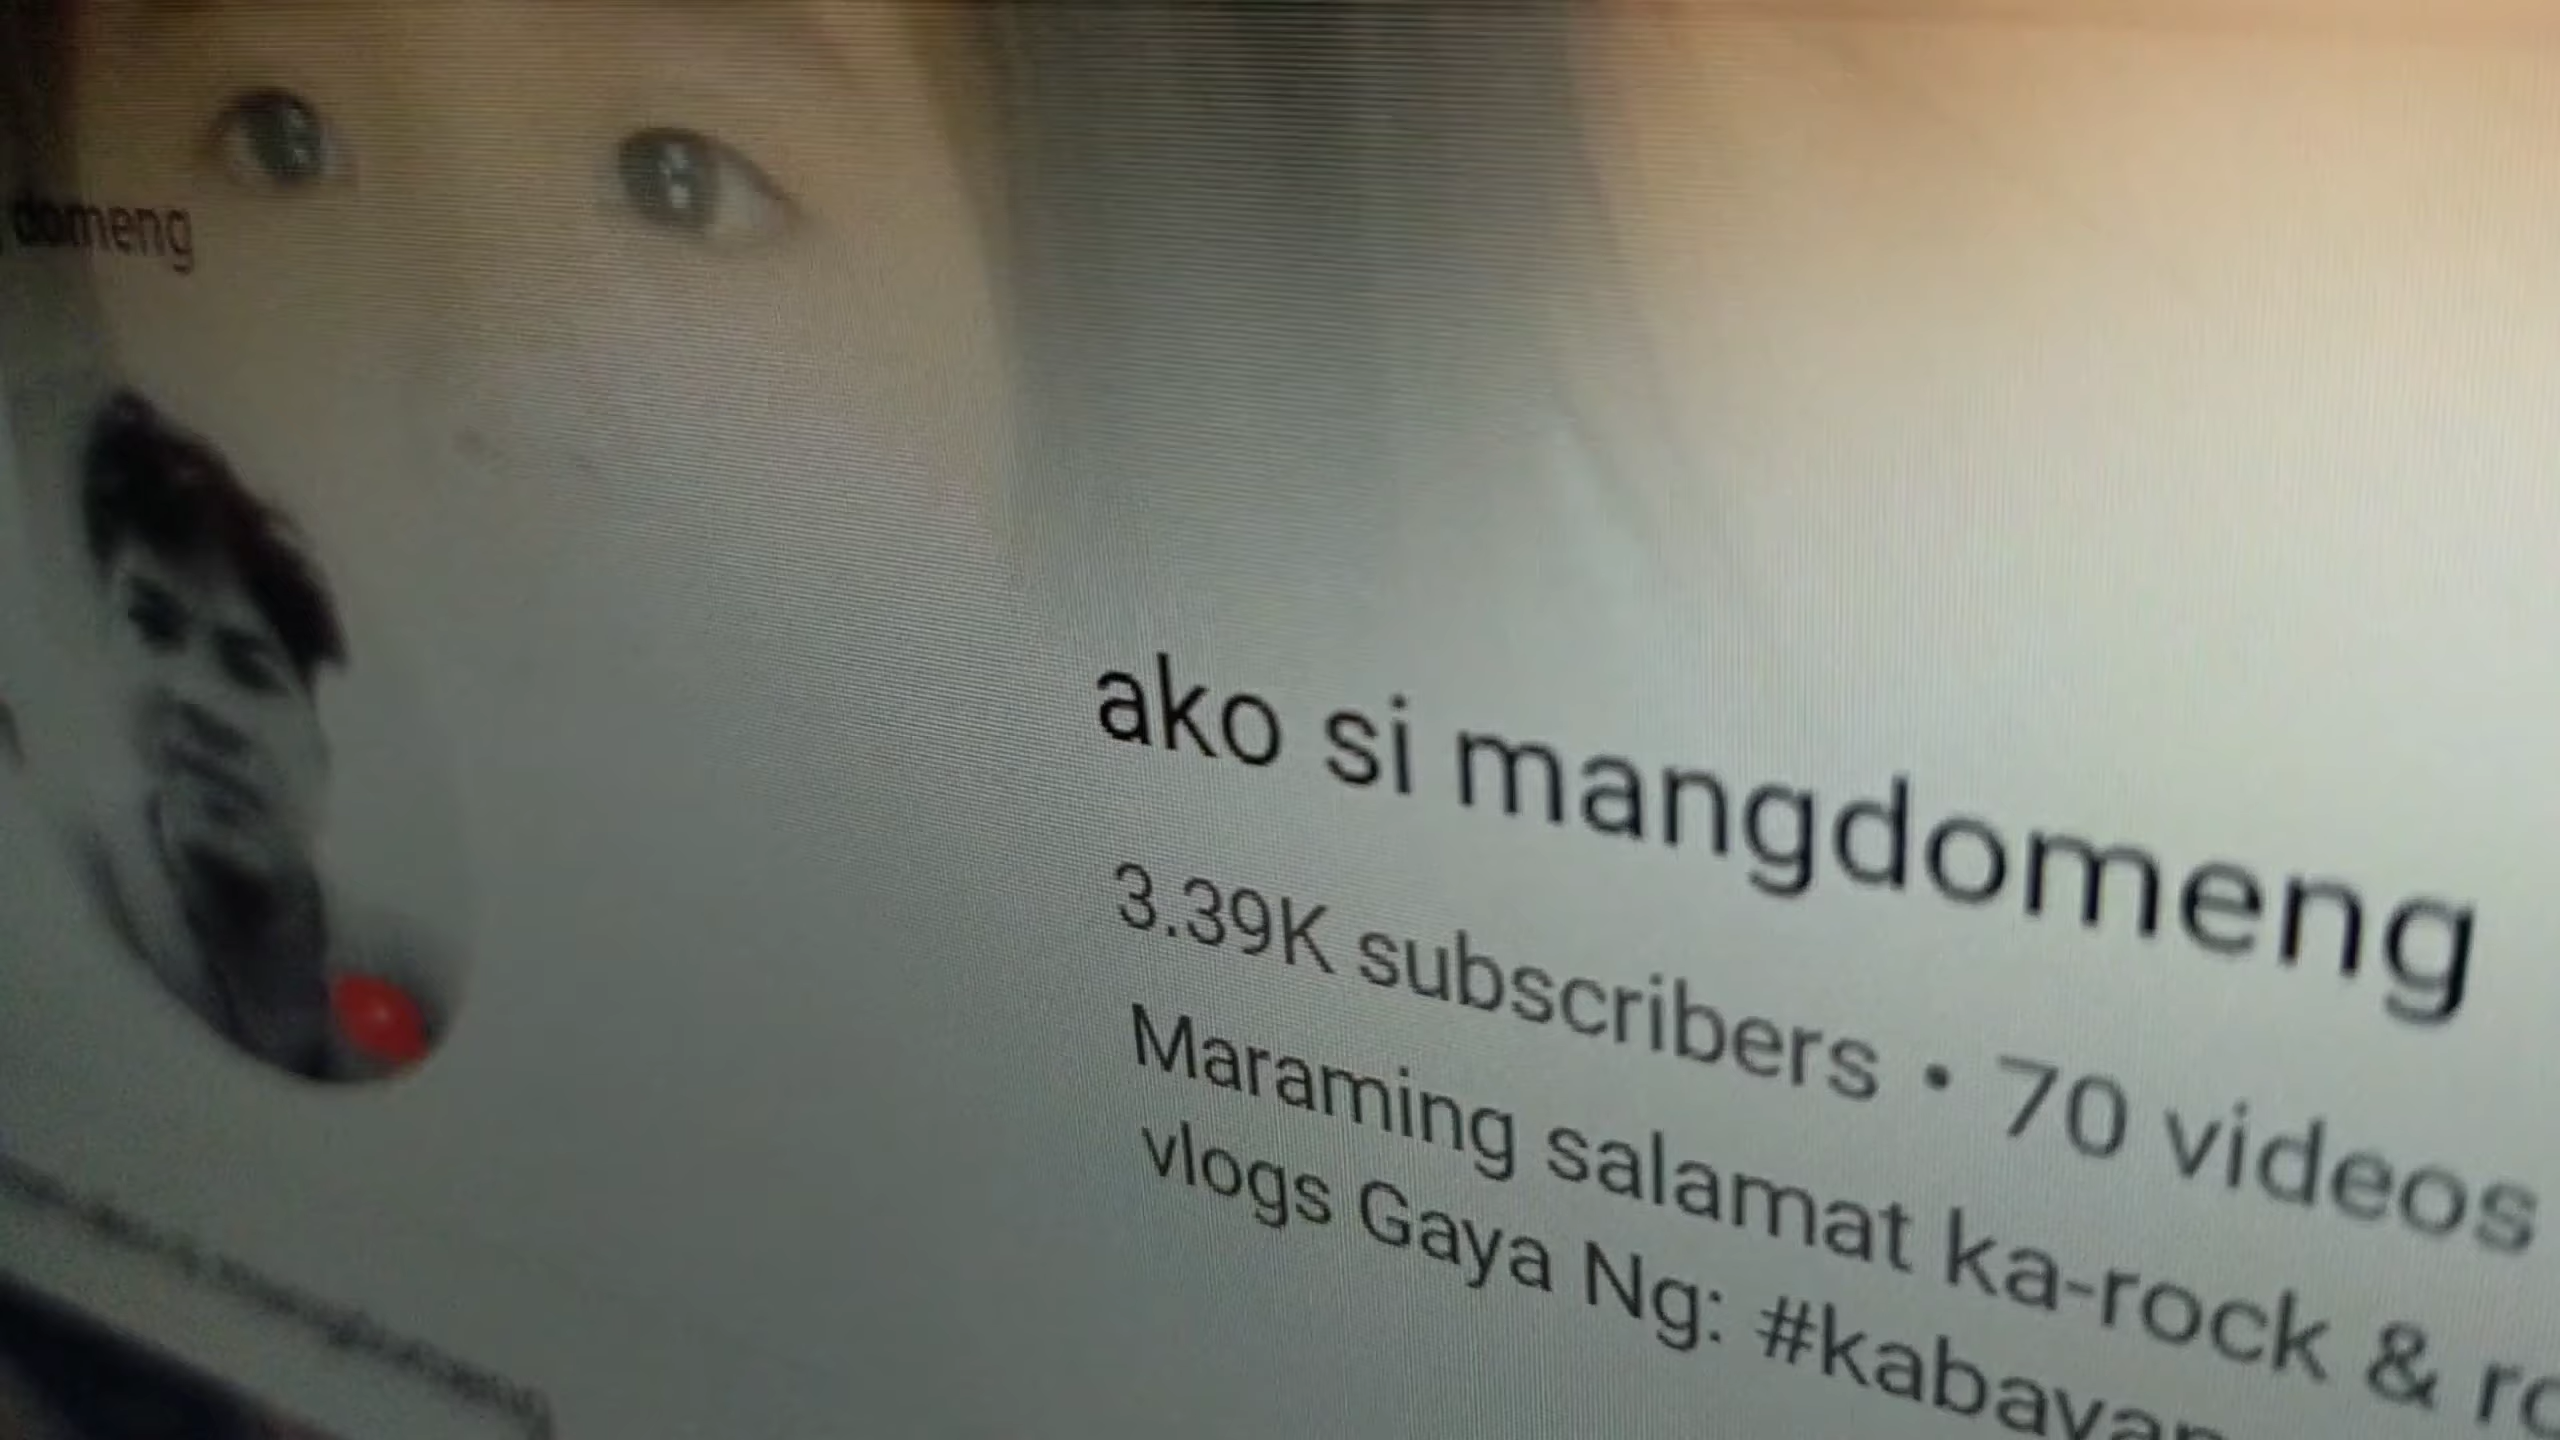 domeng
ako si mangdomeng
3.39K subscribers • 70 videos
Maraming salamat ka-rock &
vlogs Gaya Ng: